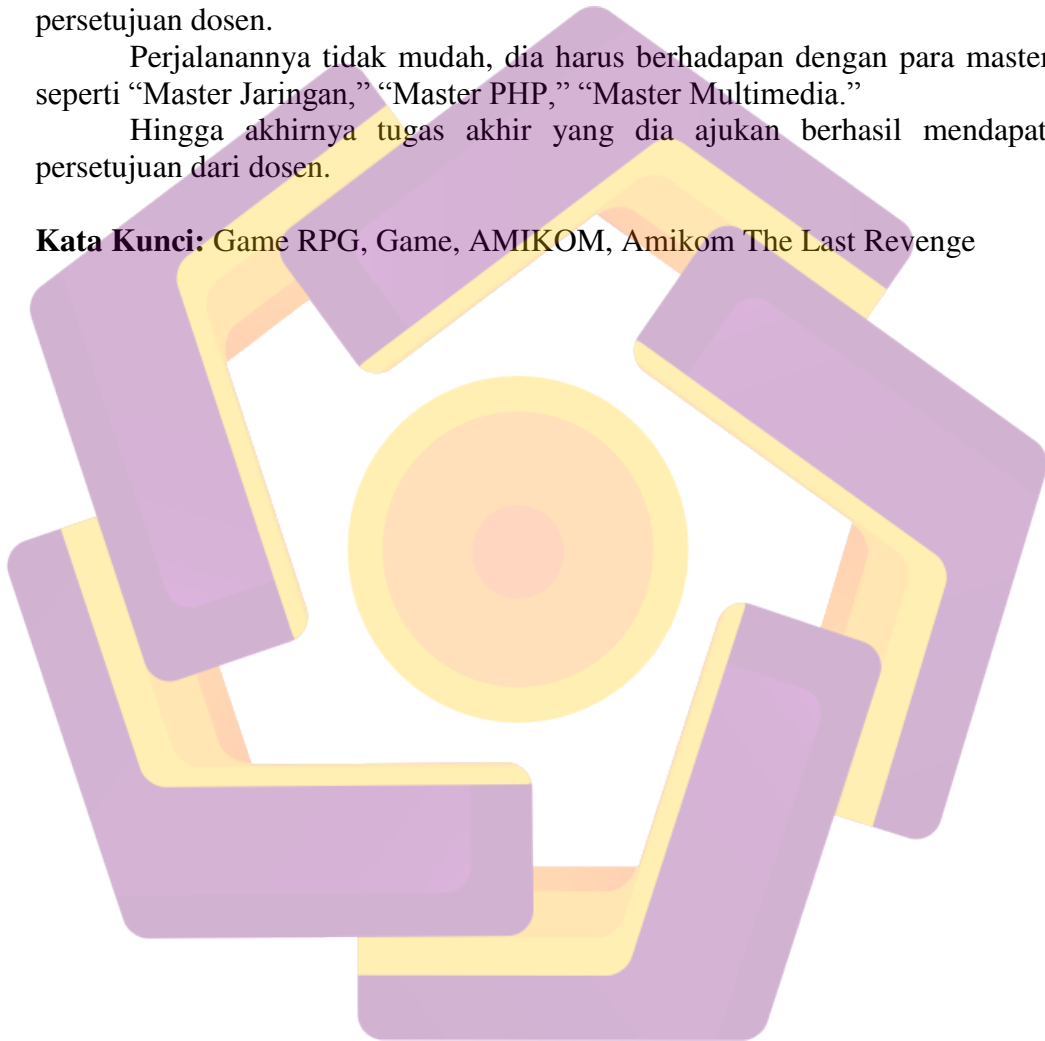 persetujuan dosen.
Perjalanannya tidak mudah, dia harus berhadapan dengan para master
seperti “Master Jaringan,” “Master PHP,” “Master Multimedia.”
Hingga akhirnya tugas akhir yang dia ajukan berhasil mendapat
persetujuan dari dosen.
Kata Kunci: Game RPG, Game, AMIKOM, Amikom The Last Revenge